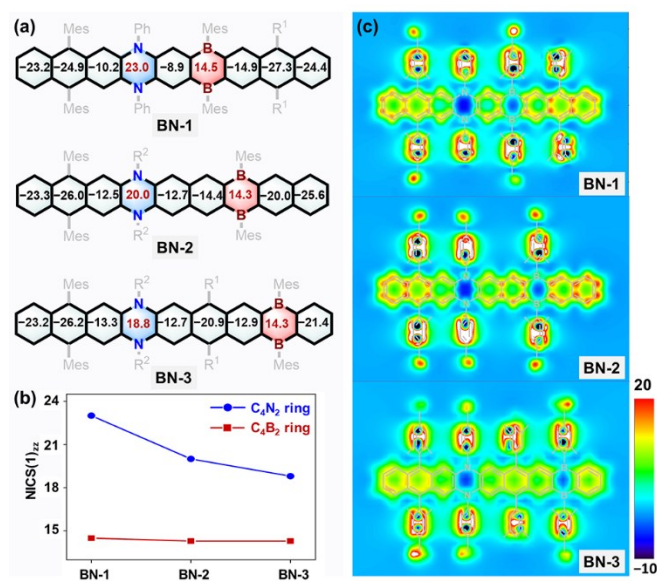 (a)
Mes Ph Mes R¹
N B
−23.2 −24.9 −10.2 23.0 −8.9 14.5 −14.9 −27.3 −24.4
N B
Mes Ph Mes R¹
BN-1
Mes R² Mes
N B
−23.3 −26.0 −12.5 20.0 −12.7 −14.4 14.3 −20.0 −25.6
N B
Mes R² Mes
BN-2
Mes R² R¹ Mes
N B
−23.2 −26.2 −13.3 18.8 −12.7 −20.9 −12.9 14.3 −21.4
N B
Mes R² R¹ Mes
BN-3
(b)
NICS(1)zz
24
21
18
15
C₄N₂ ring
C₄B₂ ring
BN-1 BN-2 BN-3
(c)
BN-1
BN-2
BN-3
20
−10